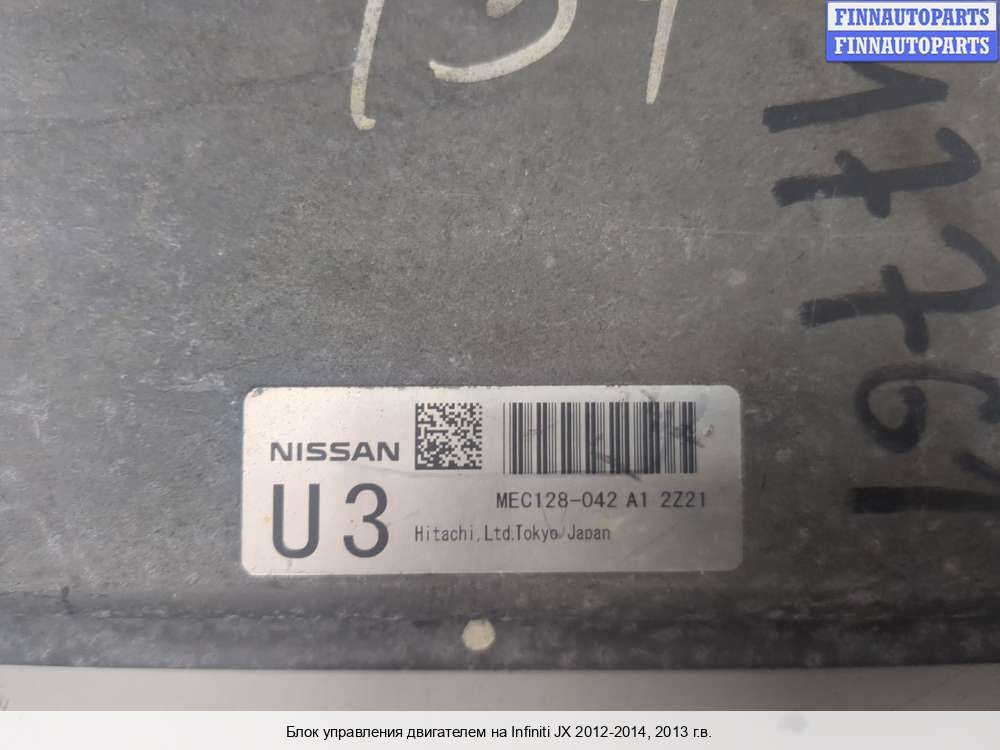 FINNAUTOPARTS
FINNAUTOPARTS
17761
NISSAN
U3
MEC128-042 A1 2Z21
Hitachi,Ltd.Tokyo Japan
Блок управления двигателем на Infiniti JX 2012-2014, 2013 г.в.